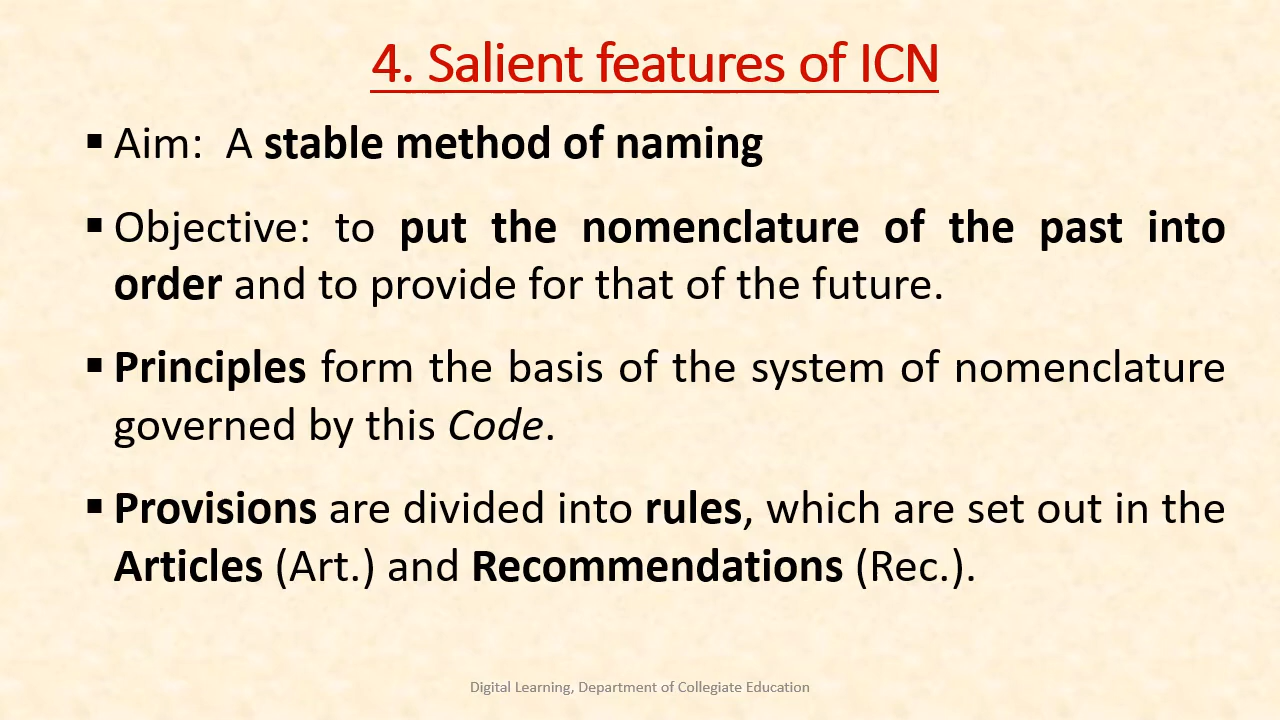 4. Salient features of ICN
▪ Aim: A stable method of naming
▪ Objective: to put the nomenclature of the past into
order and to provide for that of the future.
▪ Principles form the basis of the system of nomenclature
governed by this Code.
▪ Provisions are divided into rules, which are set out in the
Articles (Art.) and Recommendations (Rec.).
Digital Learning, Department of Collegiate Education